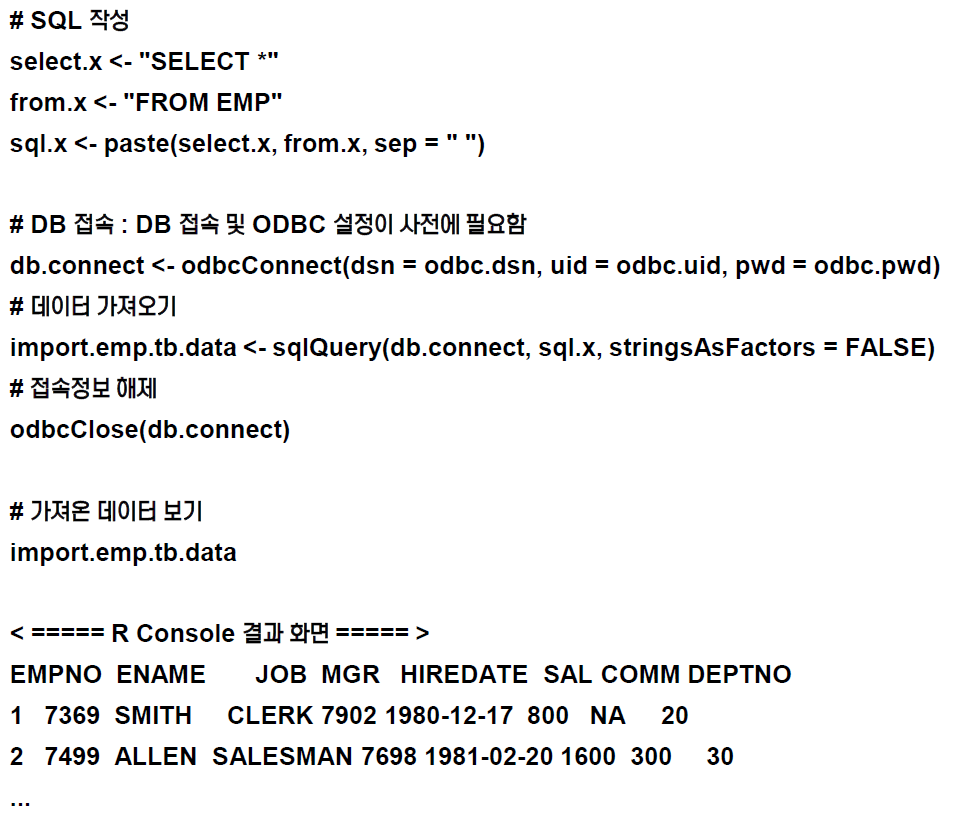 # SQL 작성
select.x <- "SELECT *"
from.x <- "FROM EMP"
sql.x <- paste(select.x, from.x, sep = " ")
# DB 접속 : DB 접속 및 ODBC 설정이 사전에 필요함
db.connect <- odbcConnect(dsn = odbc.dsn, uid = odbc.uid, pwd = odbc.pwd)
# 데이터 가져오기
import.emp.tb.data <- sqlQuery(db.connect, sql.x, stringsAsFactors = FALSE)
# 접속정보 해제
odbcClose(db.connect)
# 가져온 데이터 보기
import.emp.tb.data
< ===== R Console 결과 화면 ===== >
EMPNO ENAME JOB MGR HIREDATE SAL COMM DEPTNO
1 7369 SMITH CLERK 7902 1980-12-17 800 NA 20
2 7499 ALLEN SALESMAN 7698 1981-02-20 1600 300 30
...